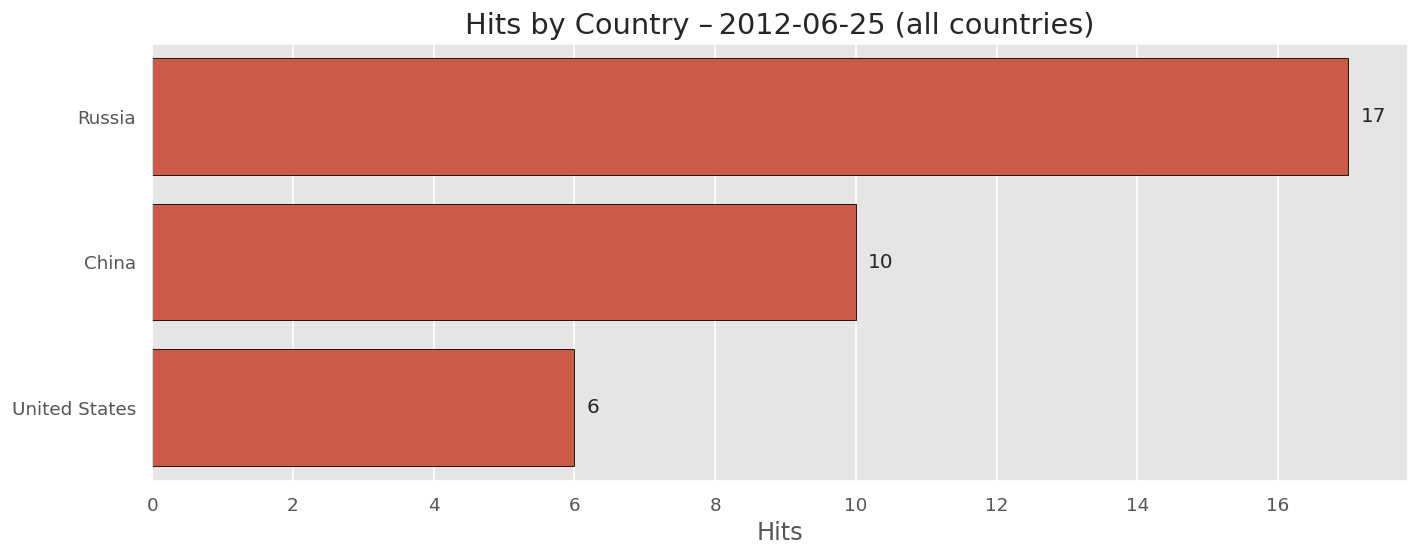 Hits by Country – 2012-06-25 (all countries)
Russia
17
China
10
United States
6
0 2 4 6 8 10 12 14 16
Hits